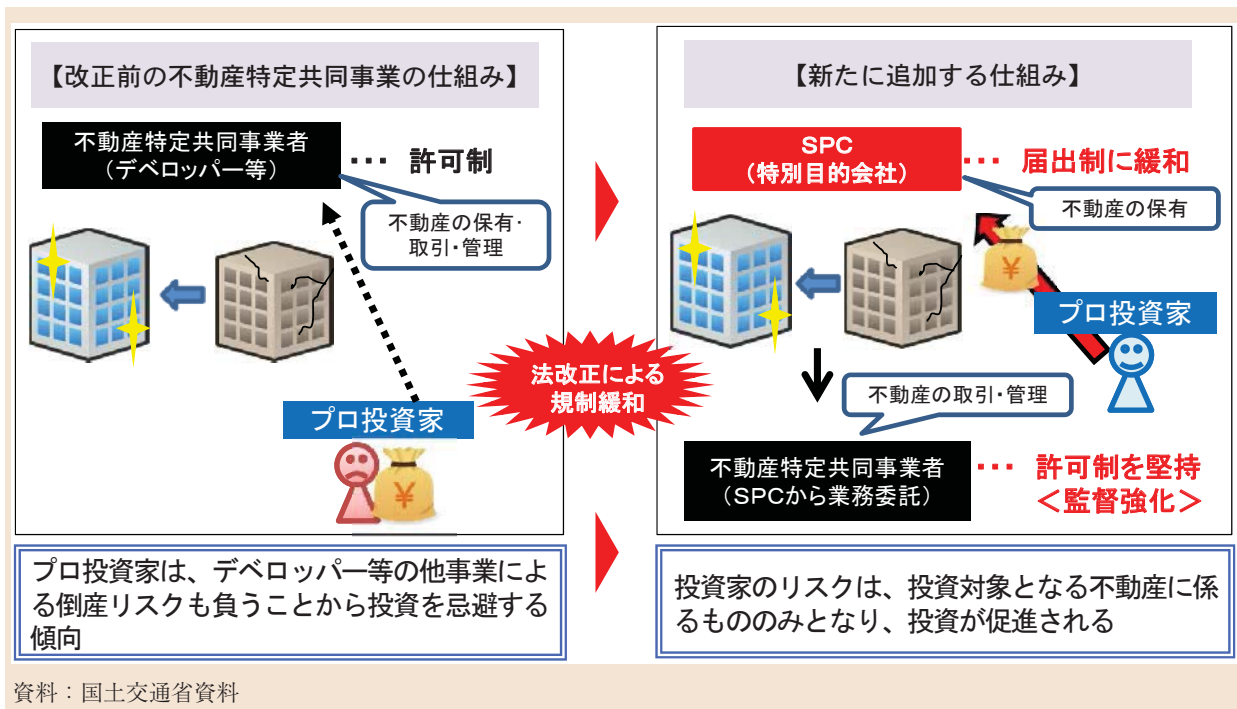 【改正前の不動産特定共同事業の仕組み】
不動産特定共同事業者
(デベロッパー等)
･･･ 許可制
不動産の保有･
取引･管理
プロ投資家
¥
プロ投資家は、デベロッパー等の他事業によ
る倒産リスクも負うことから投資を忌避する
傾向
法改正による
規制緩和
【新たに追加する仕組み】
SPC
(特別目的会社)
･･･ 届出制に緩和
不動産の保有
¥
プロ投資家
不動産の取引･管理
不動産特定共同事業者
(SPCから業務委託)
･･･ 許可制を堅持
<監督強化>
投資家のリスクは、投資対象となる不動産に係
るもののみとなり、投資が促進される
資料：国土交通省資料